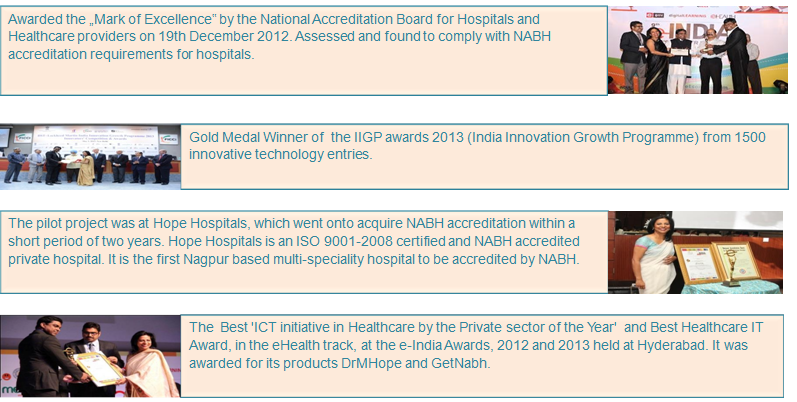 Awarded the „Mark of Excellence” by the National Accreditation Board for Hospitals and
Healthcare providers on 19th December 2012. Assessed and found to comply with NABH
accreditation requirements for hospitals.
INDIA
Gold Medal Winner of the IIGP awards 2013 (India Innovation Growth Programme) from 1500
innovative technology entries.
The pilot project was at Hope Hospitals, which went onto acquire NABH accreditation within a
short period of two years. Hope Hospitals is an ISO 9001-2008 certified and NABH accredited
private hospital. It is the first Nagpur based multi-speciality hospital to be accredited by NABH.
The Best 'ICT initiative in Healthcare by the Private sector of the Year' and Best Healthcare IT
Award, in the eHealth track, at the e-India Awards, 2012 and 2013 held at Hyderabad. It was
awarded for its products DrMHope and GetNabh.